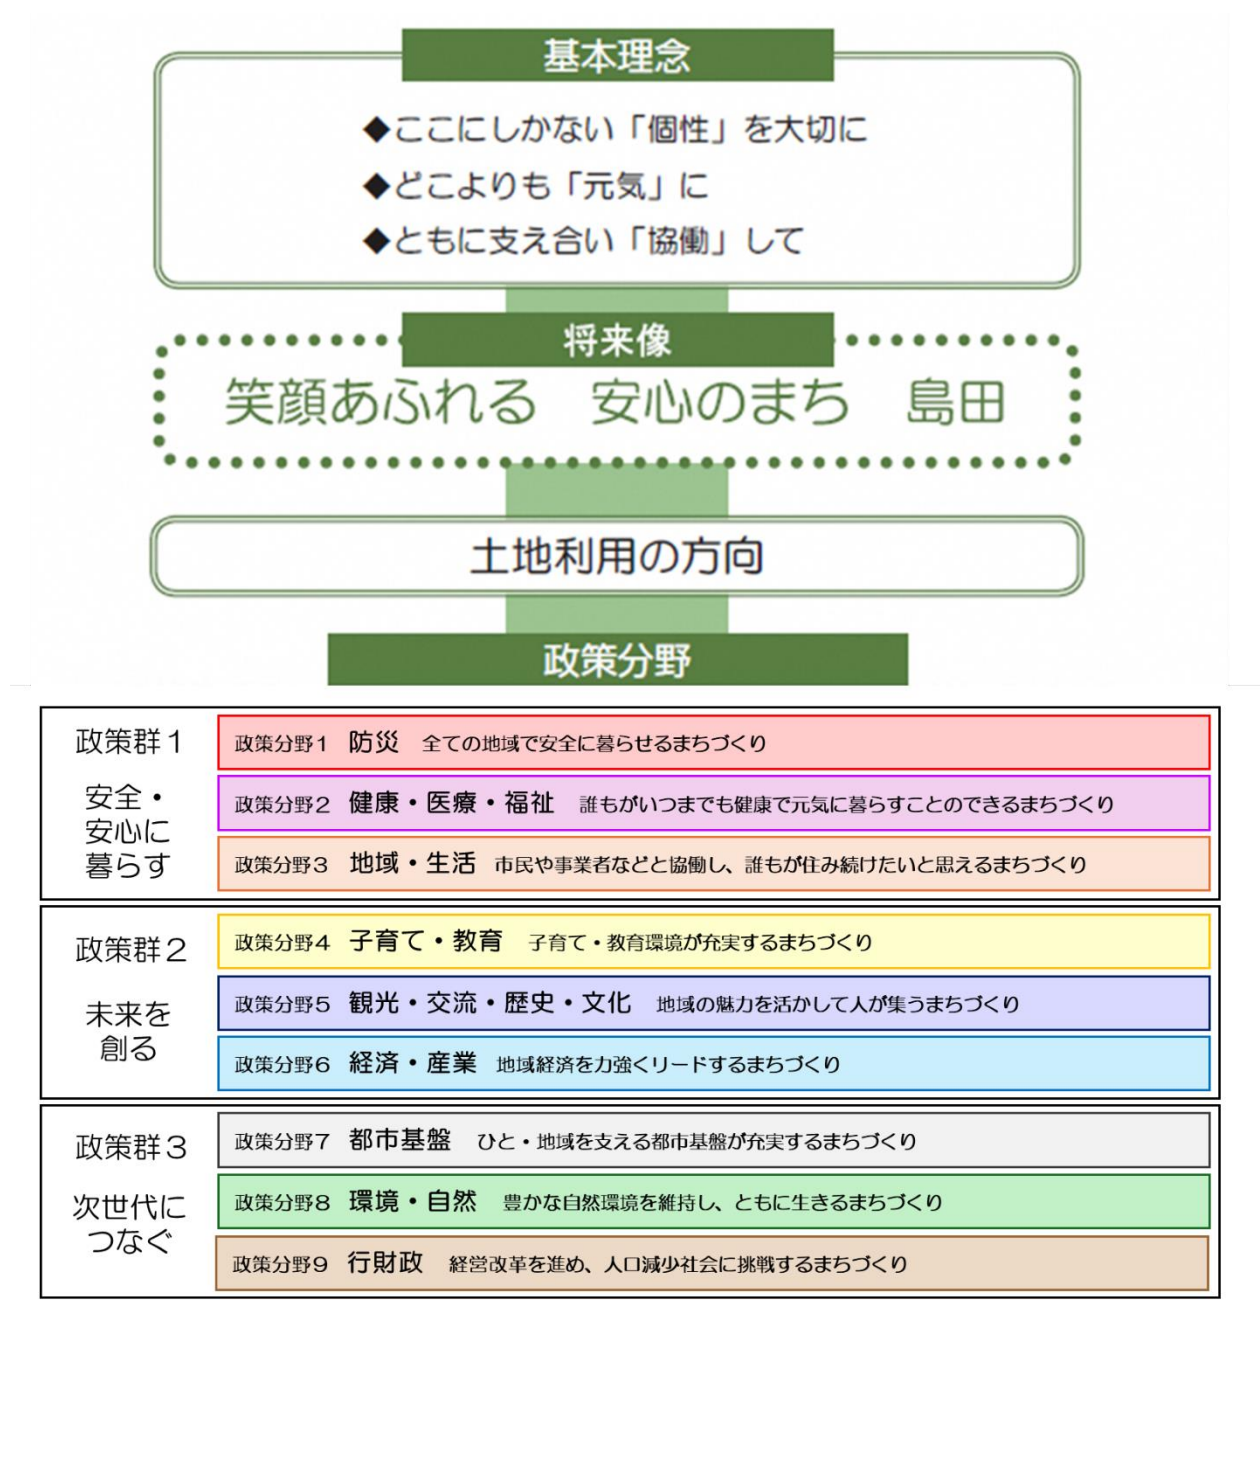 基本理念
◆ここにしかない「個性」を大切に
◆どこよりも「元気」に
◆ともに支え合い「協働」して
将来像
笑顔あふれる　安心のまち　島田
土地利用の方向
政策分野
政策群１
安全・
安心に
暮らす
政策分野1　防災　全ての地域で安全に暮らせるまちづくり
政策分野2　健康・医療・福祉　誰もがいつまでも健康で元気に暮らすことのできるまちづくり
政策分野3　地域・生活　市民や事業者などと協働し、誰もが住み続けたいと思えるまちづくり
政策群２
未来を
創る
政策分野4　子育て・教育　子育て・教育環境が充実するまちづくり
政策分野5　観光・交流・歴史・文化　地域の魅力を活かして人が集うまちづくり
政策分野6　経済・産業　地域経済を力強くリードするまちづくり
政策群３
次世代に
つなぐ
政策分野7　都市基盤　ひと・地域を支える都市基盤が充実するまちづくり
政策分野8　環境・自然　豊かな自然環境を維持し、ともに生きるまちづくり
政策分野9　行財政　経営改革を進め、人口減少社会に挑戦するまちづくり